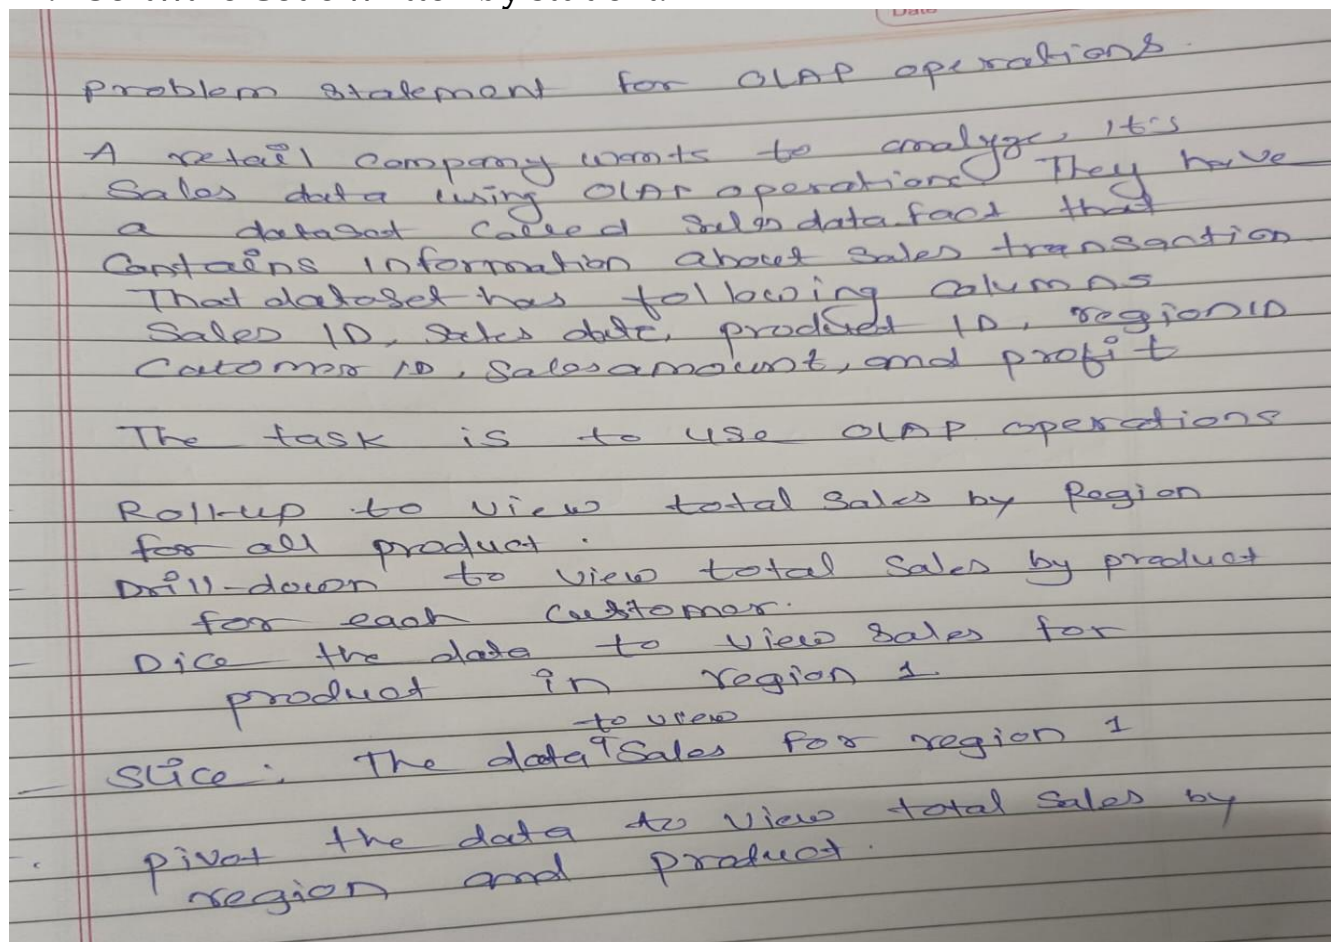 Date
Problem Statement for OLAP operations.
A retail company wants to analyze, It's
Sales data using OLAP operations They have
a dataset called Sales data fact that
Contains information about sales transaction
That dataset has following columns
Sales ID, Sales date, product ID, region ID
Customer ID, Sales amount, and profit
The task is to use OLAP operations
Roll-up to view total Sales by Region
for all product.
Drill-down to view total Sales by product
for each customer.
Dice the data to view Sales for
product in region 1.
to view
Slice : The data Sales For region 1
pivot the data to view total Sales by
region and product.